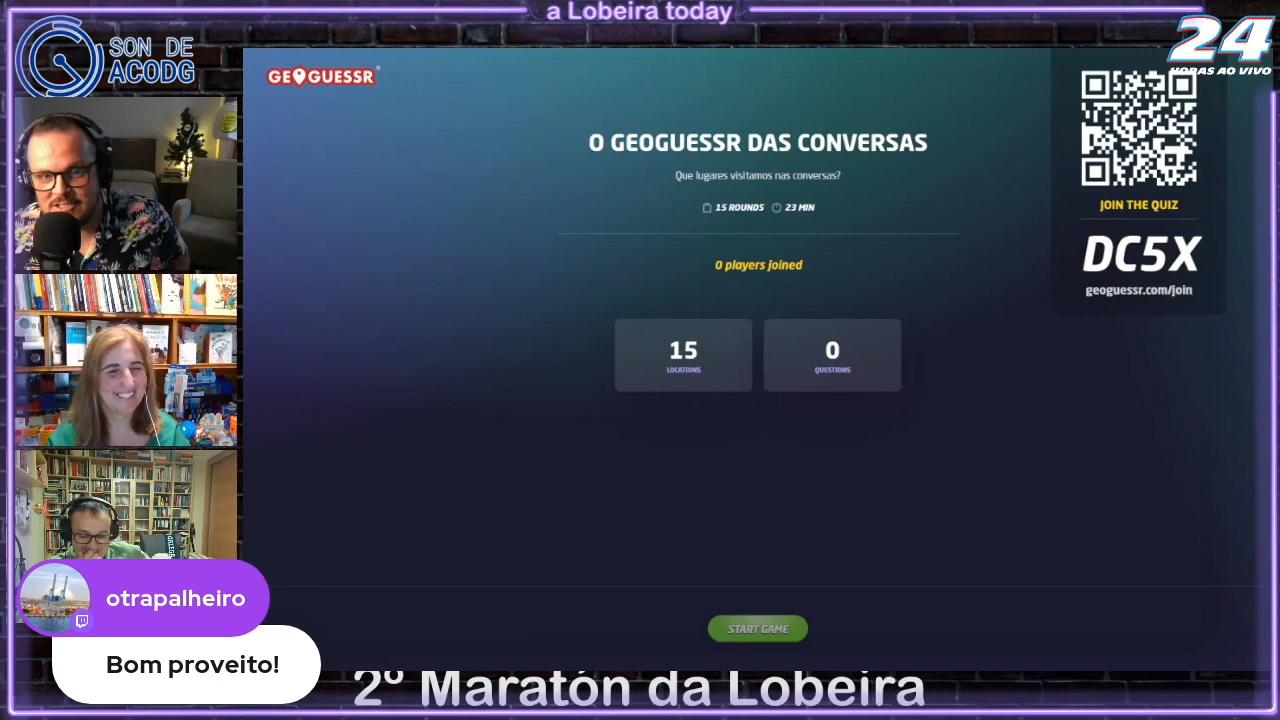 a Lobeira today
SON DE
ACODG
24
HORAS AO VIVO
GEOGUESSR
O GEOGUESSR DAS CONVERSAS
Que lugares visitamos nas conversas?
15 ROUNDS 23 MIN
0 players joined
15
LOCATIONS
0
QUESTIONS
JOIN THE QUIZ
DC5X
geoguessr.com/join
START GAME
otrapalheiro
Bom proveito!
2º Maratón da Lobeira